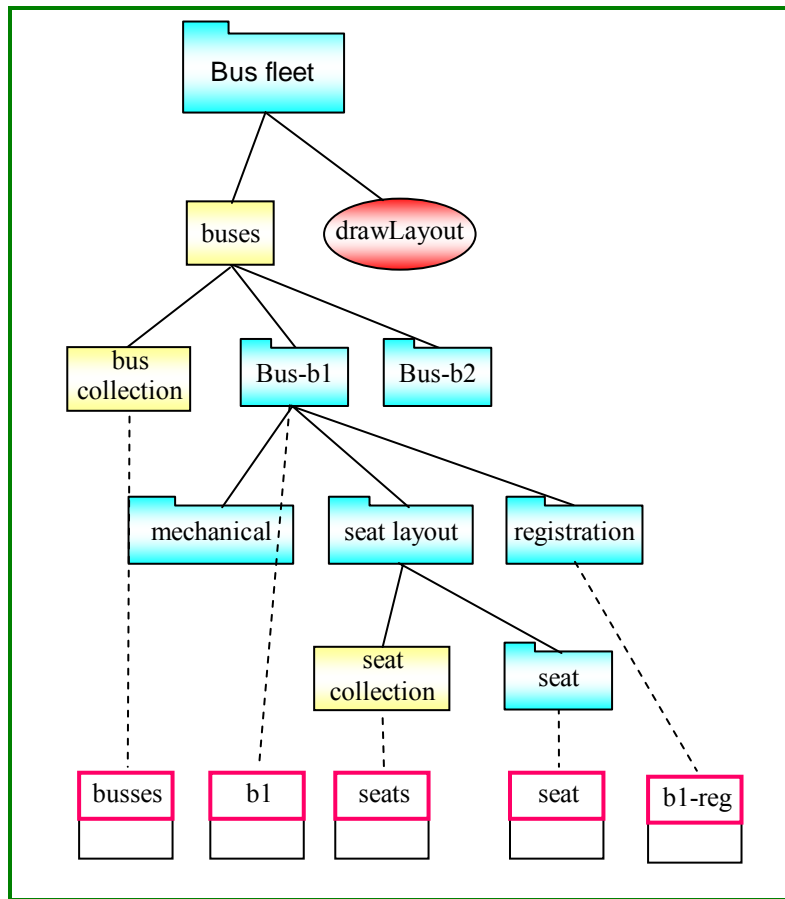 Bus fleet
buses
drawLayout
bus
collection
Bus-b1
Bus-b2
mechanical
seat layout
registration
seat
collection
seat
busses
b1
seats
seat
b1-reg